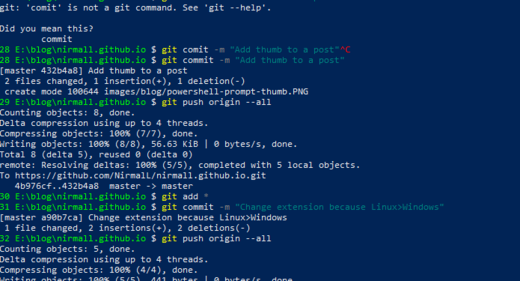 git: 'comit' is not a git command. See 'git --help'.
Did you mean this?
commit
28 E:\blog\nirmall.github.io $ git comit -m "Add thumb to a post"^C
28 E:\blog\nirmall.github.io $ git commit -m "Add thumb to a post"
[master 432b4a8] Add thumb to a post
2 files changed, 1 insertion(+), 1 deletion(-)
create mode 100644 images/blog/powershell-prompt-thumb.PNG
29 E:\blog\nirmall.github.io $ git push origin --all
Counting objects: 8, done.
Delta compression using up to 4 threads.
Compressing objects: 100% (7/7), done.
Writing objects: 100% (8/8), 56.63 KiB | 0 bytes/s, done.
Total 8 (delta 5), reused 0 (delta 0)
remote: Resolving deltas: 100% (5/5), completed with 5 local objects.
To https://github.com/NirmalL/nirmall.github.io.git
4b976cf..432b4a8 master -> master
30 E:\blog\nirmall.github.io $ git add *
31 E:\blog\nirmall.github.io $ git commit -m "Change extension because Linux>Windows"
[master a90b7ca] Change extension because Linux>Windows
1 file changed, 2 insertions(+), 2 deletions(-)
32 E:\blog\nirmall.github.io $ git push origin --all
Counting objects: 5, done.
Delta compression using up to 4 threads.
Compressing objects: 100% (4/4), done.
Writing objects: 100% (5/5), 441 bytes | 0 bytes/s, done.